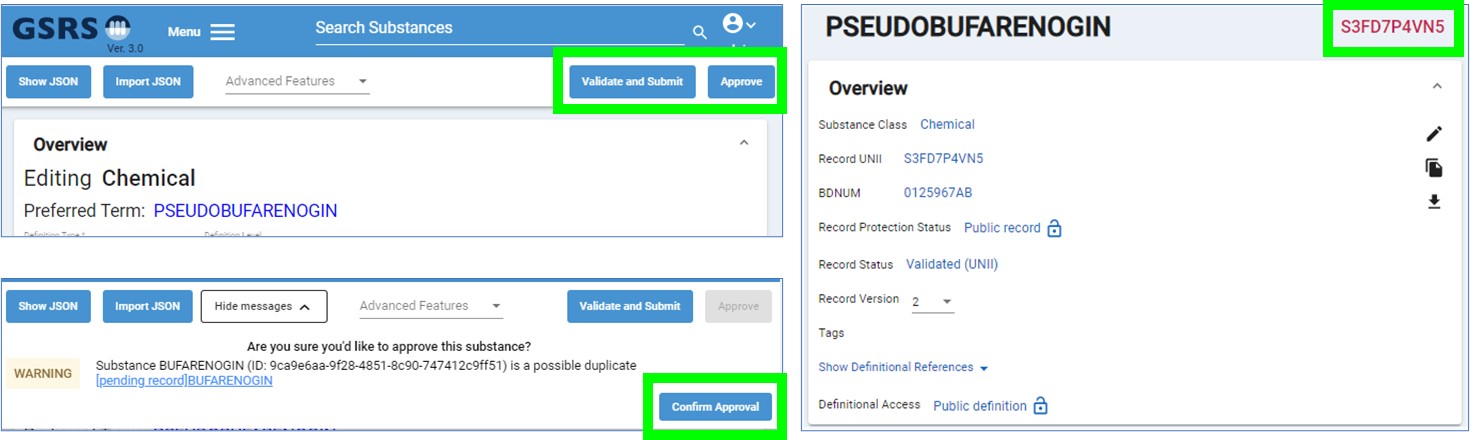 GSRS
Ver. 3.0
Menu
Search Substances
Show JSON
Import JSON
Advanced Features
Validate and Submit
Approve
Overview
Editing Chemical
Preferred Term: PSEUDOBUFARENOGIN
Show JSON
Import JSON
Hide messages
Advanced Features
Validate and Submit
Approve
Are you sure you'd like to approve this substance?
WARNING
Substance BUFARENOGIN (ID: 9ca9e6aa-9f28-4851-8c90-747412c9ff51) is a possible duplicate
[pending record]BUFARENOGIN
Confirm Approval
PSEUDOBUFARENOGIN
S3FD7P4VN5
Overview
Substance Class Chemical
Record UNII S3FD7P4VN5
BDNUM 0125967AB
Record Protection Status Public record
Record Status Validated (UNII)
Record Version 2
Tags
Show Definitional References
Definitional Access Public definition